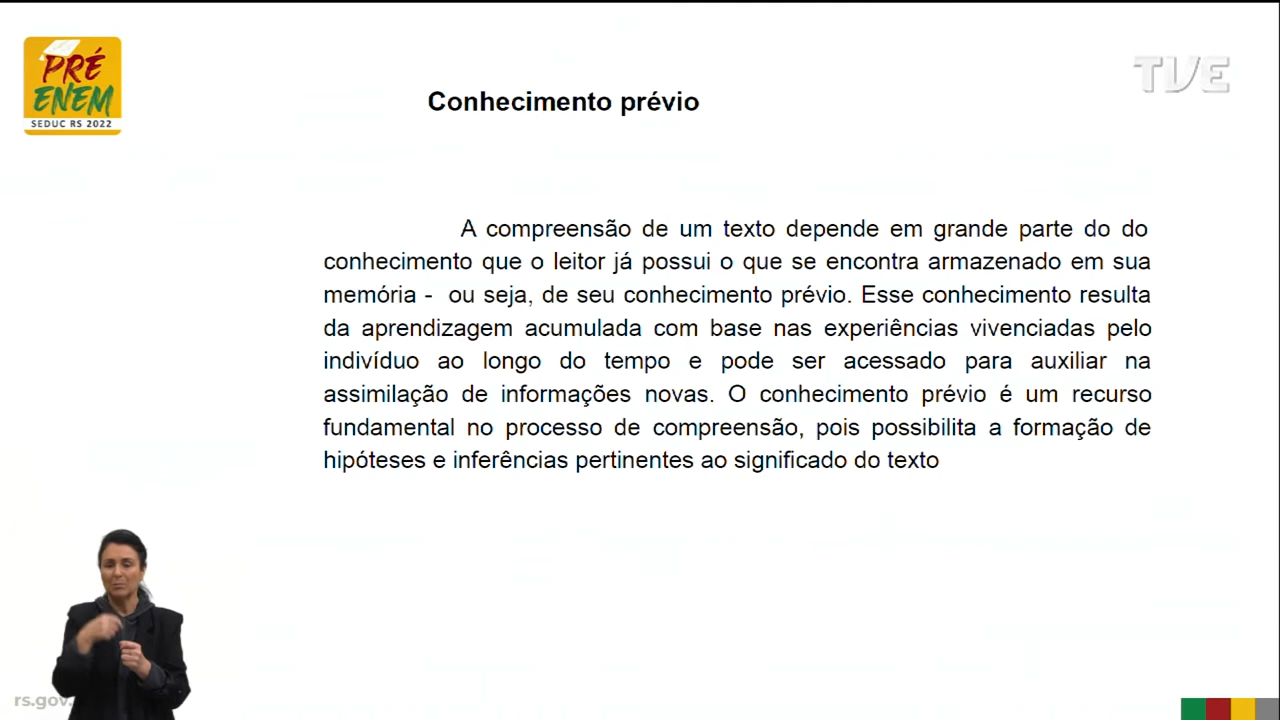 PRÉ
ENEM
SEDUC RS 2022
TVE
Conhecimento prévio
A compreensão de um texto depende em grande parte do do
conhecimento que o leitor já possui o que se encontra armazenado em sua
memória - ou seja, de seu conhecimento prévio. Esse conhecimento resulta
da aprendizagem acumulada com base nas experiências vivenciadas pelo
indivíduo ao longo do tempo e pode ser acessado para auxiliar na
assimilação de informações novas. O conhecimento prévio é um recurso
fundamental no processo de compreensão, pois possibilita a formação de
hipóteses e inferências pertinentes ao significado do texto
rs.gov.